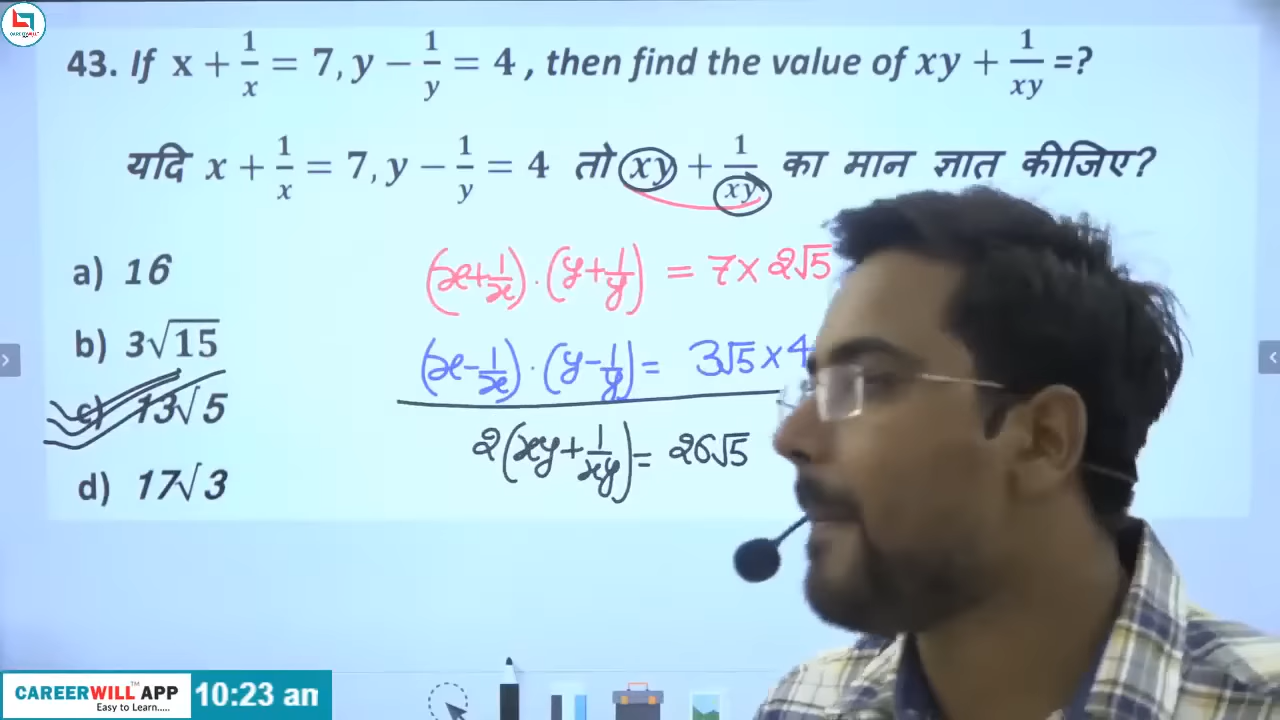 CAREERWILL
43. If x + 1/x = 7, y − 1/y = 4 , then find the value of xy + 1/xy =?
यदि x + 1/x = 7, y − 1/y = 4 तो xy + 1/xy का मान ज्ञात कीजिए?
a) 16
b) 3√15
c) 13√5
d) 17√3
(x+1/x)·(y+1/y) = 7×2√5
(x−1/x)·(y−1/y) = 3√5×4
2(xy+1/xy) = 26√5
CAREERWILL™ APP
Easy to Learn.....
10:23 am